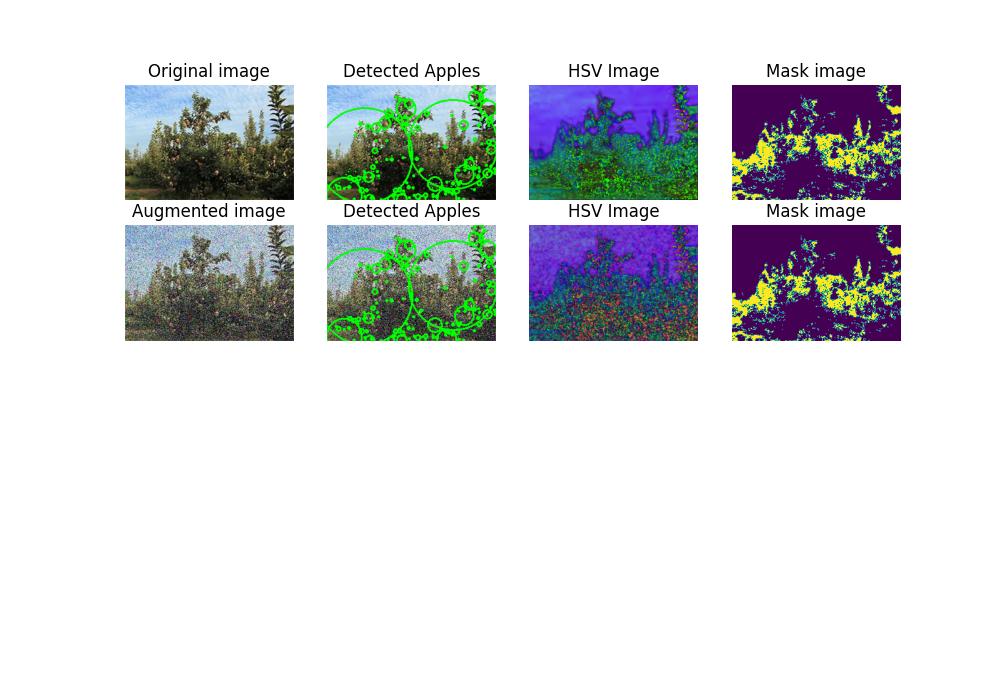 Original image
Detected Apples
HSV Image
Mask image
Augmented image
Detected Apples
HSV Image
Mask image